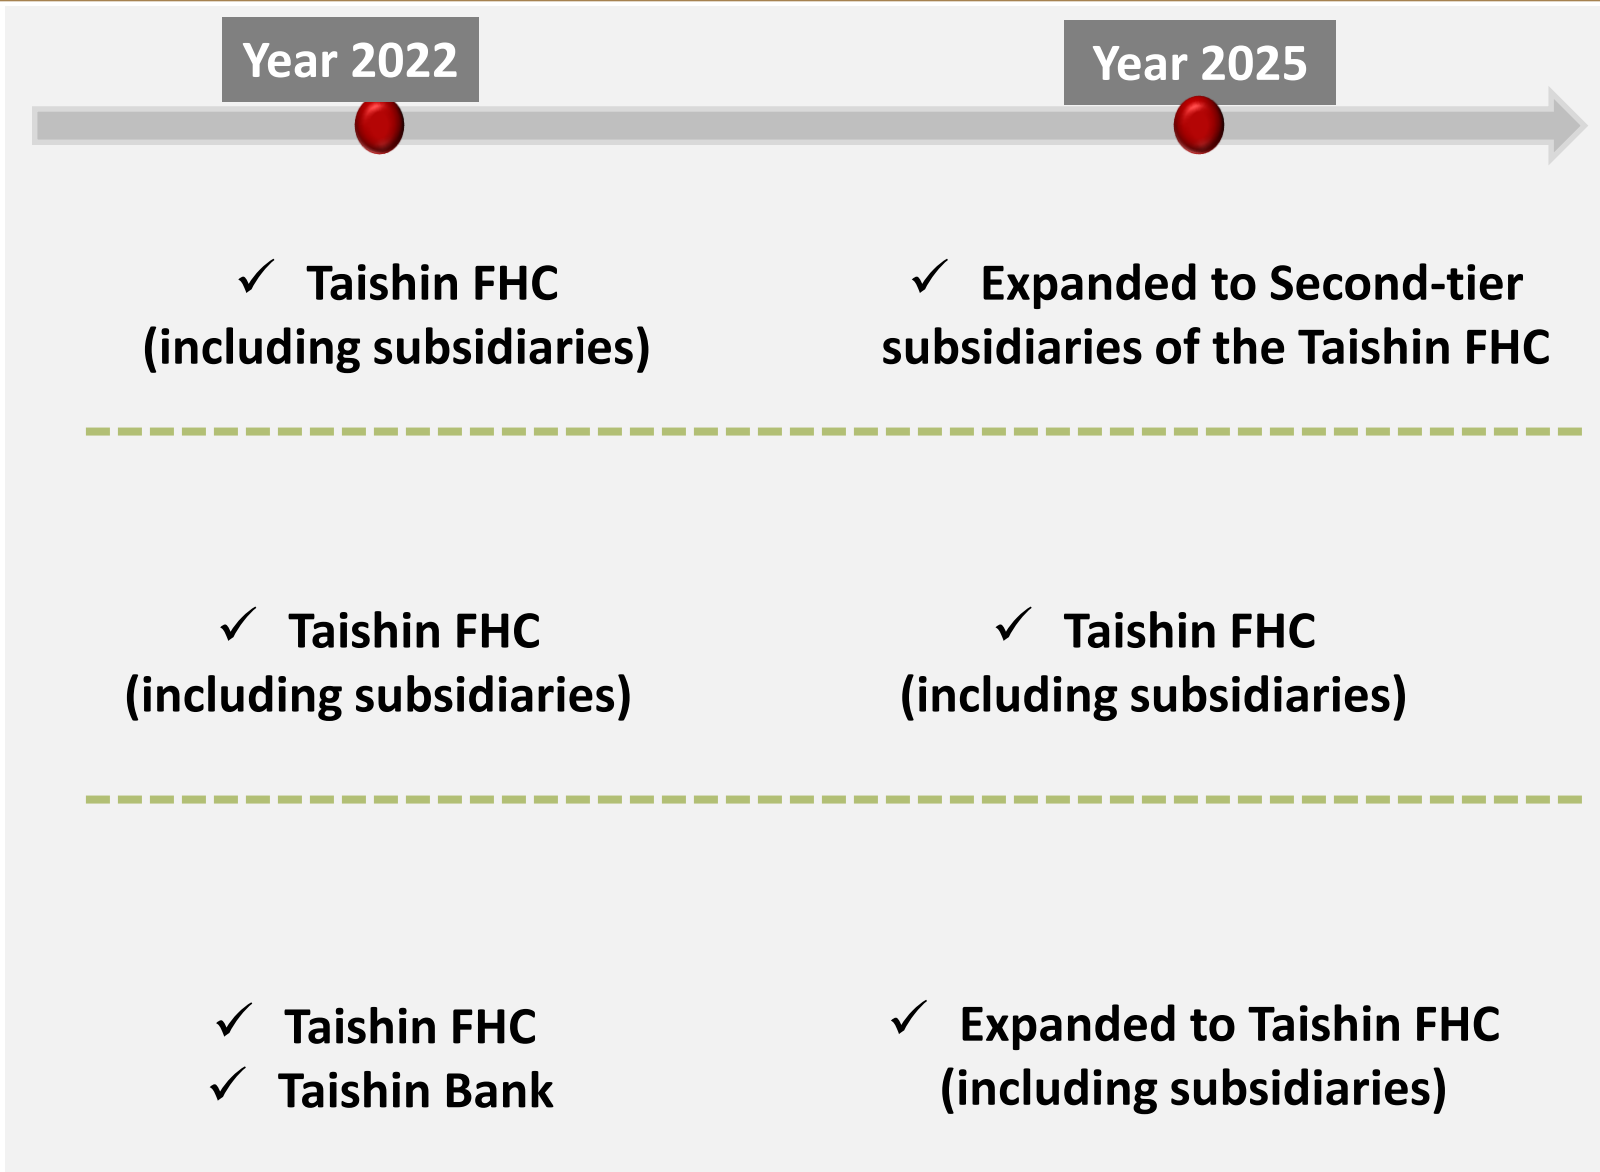 Year 2022
Year 2025
✓ Taishin FHC
(including subsidiaries)
✓ Expanded to Second-tier
subsidiaries of the Taishin FHC
✓ Taishin FHC
(including subsidiaries)
✓ Taishin FHC
(including subsidiaries)
✓ Taishin FHC
✓ Taishin Bank
✓ Expanded to Taishin FHC
(including subsidiaries)